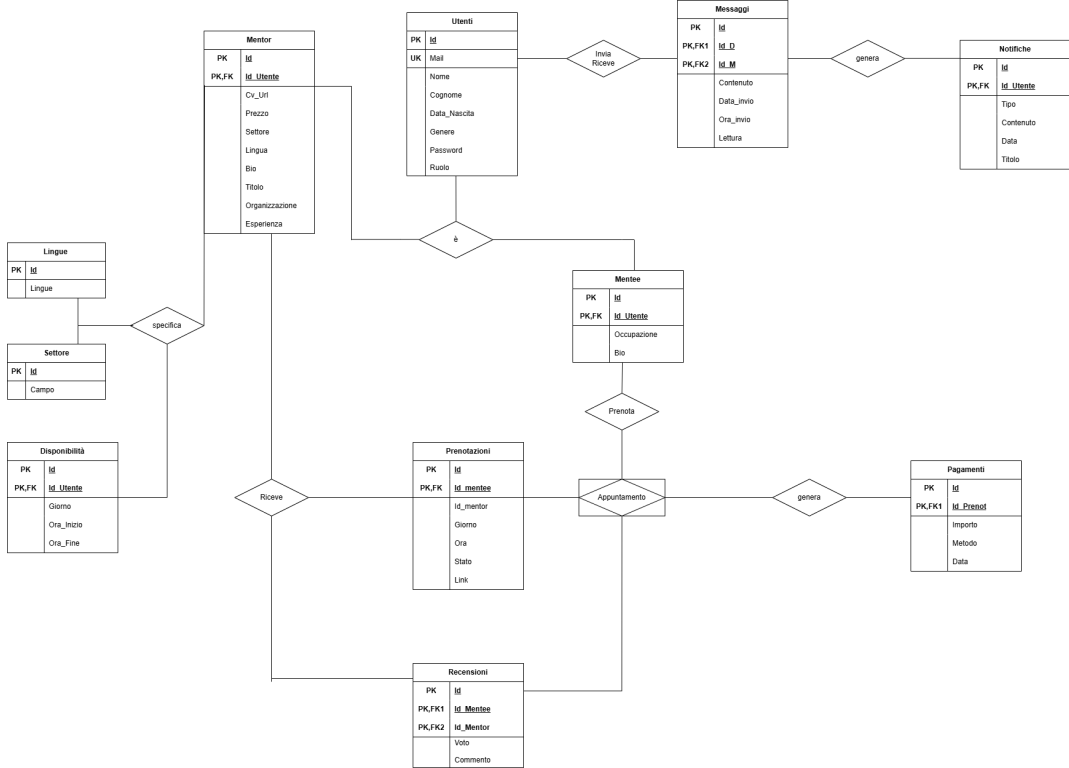 Utenti
PK Id
UK Mail
Nome
Cognome
Data_Nascita
Genere
Password
Ruolo
Invia
Riceve
Messaggi
PK Id
PK,FK1 Id_D
PK,FK2 Id_M
Contenuto
Data_invio
Ora_invio
Lettura
genera
Notifiche
PK Id
PK,FK Id_Utente
Tipo
Contenuto
Data
Titolo
Mentor
PK Id
PK,FK Id_Utente
Cv_Url
Prezzo
Settore
Lingua
Bio
Titolo
Organizzazione
Esperienza
è
Lingue
PK Id
Lingue
specifica
Settore
PK Id
Campo
Mentee
PK Id
PK,FK Id_Utente
Occupazione
Bio
Prenota
Disponibilità
PK Id
PK,FK Id_Utente
Giorno
Ora_Inizio
Ora_Fine
Riceve
Prenotazioni
PK Id
PK,FK Id_mentee
Id_mentor
Giorno
Ora
Stato
Link
Appuntamento
genera
Pagamenti
PK Id
PK,FK1 Id_Prenot
Importo
Metodo
Data
Recensioni
PK Id
PK,FK1 Id_Mentee
PK,FK2 Id_Mentor
Voto
Commento